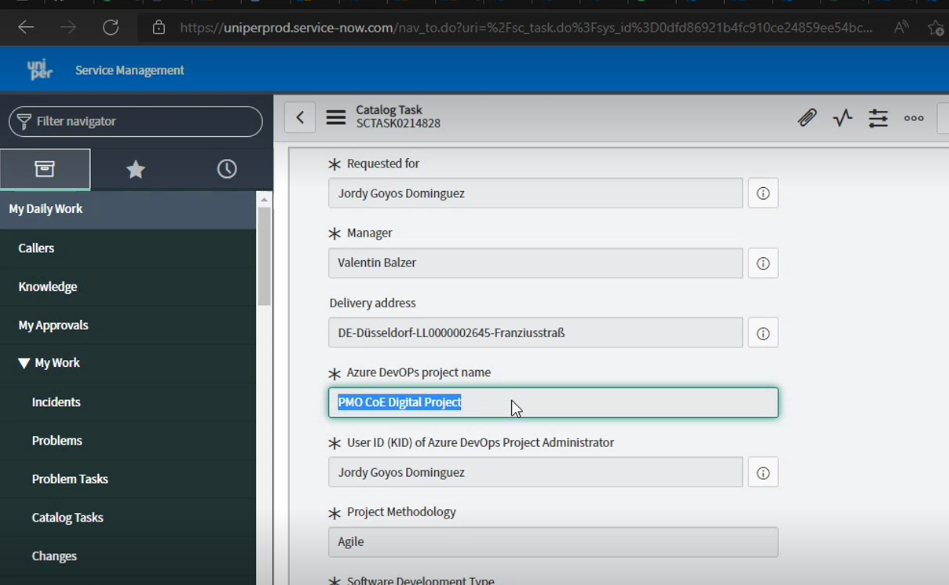 https://uniperprod.service-now.com/nav_to.do?uri=%2Fsc_task.do%3Fsys_id%3D0dfd86921b4fc910ce24859ee54bc...
uni
per
Service Management
Filter navigator
Catalog Task
SCTASK0214828
My Daily Work
Callers
Knowledge
My Approvals
My Work
Incidents
Problems
Problem Tasks
Catalog Tasks
Changes
Requested for
Jordy Goyos Dominguez
Manager
Valentin Balzer
Delivery address
DE-Düsseldorf-LL0000002645-Franziusstraß
Azure DevOPs project name
PMO CoE Digital Project
User ID (KID) of Azure DevOps Project Administrator
Jordy Goyos Dominguez
Project Methodology
Agile
Software Development Type